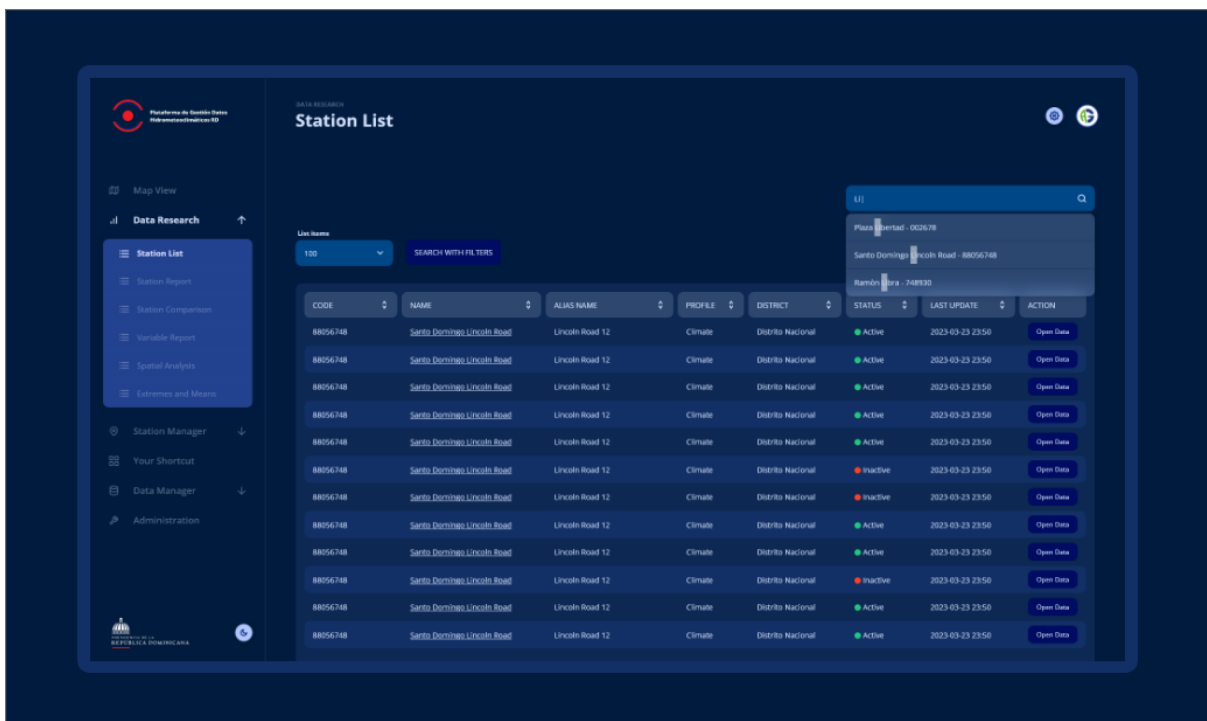 Plataforma de Gestión Datos
Hidrometeoclimáticos RD
DATA RESEARCH
Station List
Map View
Data Research
Station List
Station Report
Station Comparison
Variable Report
Spatial Analysis
Extremes and Means
Station Manager
Your Shortcut
Data Manager
Administration
PRESIDENCIA DE LA
REPÚBLICA DOMINICANA
LI
Plaza Libertad - 002678
Santo Domingo Lincoln Road - 88056748
Ramòn Libra - 748930
List items
100
SEARCH WITH FILTERS
CODE NAME ALIAS NAME PROFILE DISTRICT STATUS LAST UPDATE ACTION
88056748 Santo Domingo Lincoln Road Lincoln Road 12 Climate Distrito Nacional Active 2023-03-23 23:50 Open Data
88056748 Santo Domingo Lincoln Road Lincoln Road 12 Climate Distrito Nacional Active 2023-03-23 23:50 Open Data
88056748 Santo Domingo Lincoln Road Lincoln Road 12 Climate Distrito Nacional Active 2023-03-23 23:50 Open Data
88056748 Santo Domingo Lincoln Road Lincoln Road 12 Climate Distrito Nacional Active 2023-03-23 23:50 Open Data
88056748 Santo Domingo Lincoln Road Lincoln Road 12 Climate Distrito Nacional Active 2023-03-23 23:50 Open Data
88056748 Santo Domingo Lincoln Road Lincoln Road 12 Climate Distrito Nacional Inactive 2023-03-23 23:50 Open Data
88056748 Santo Domingo Lincoln Road Lincoln Road 12 Climate Distrito Nacional Inactive 2023-03-23 23:50 Open Data
88056748 Santo Domingo Lincoln Road Lincoln Road 12 Climate Distrito Nacional Active 2023-03-23 23:50 Open Data
88056748 Santo Domingo Lincoln Road Lincoln Road 12 Climate Distrito Nacional Active 2023-03-23 23:50 Open Data
88056748 Santo Domingo Lincoln Road Lincoln Road 12 Climate Distrito Nacional Inactive 2023-03-23 23:50 Open Data
88056748 Santo Domingo Lincoln Road Lincoln Road 12 Climate Distrito Nacional Active 2023-03-23 23:50 Open Data
88056748 Santo Domingo Lincoln Road Lincoln Road 12 Climate Distrito Nacional Active 2023-03-23 23:50 Open Data